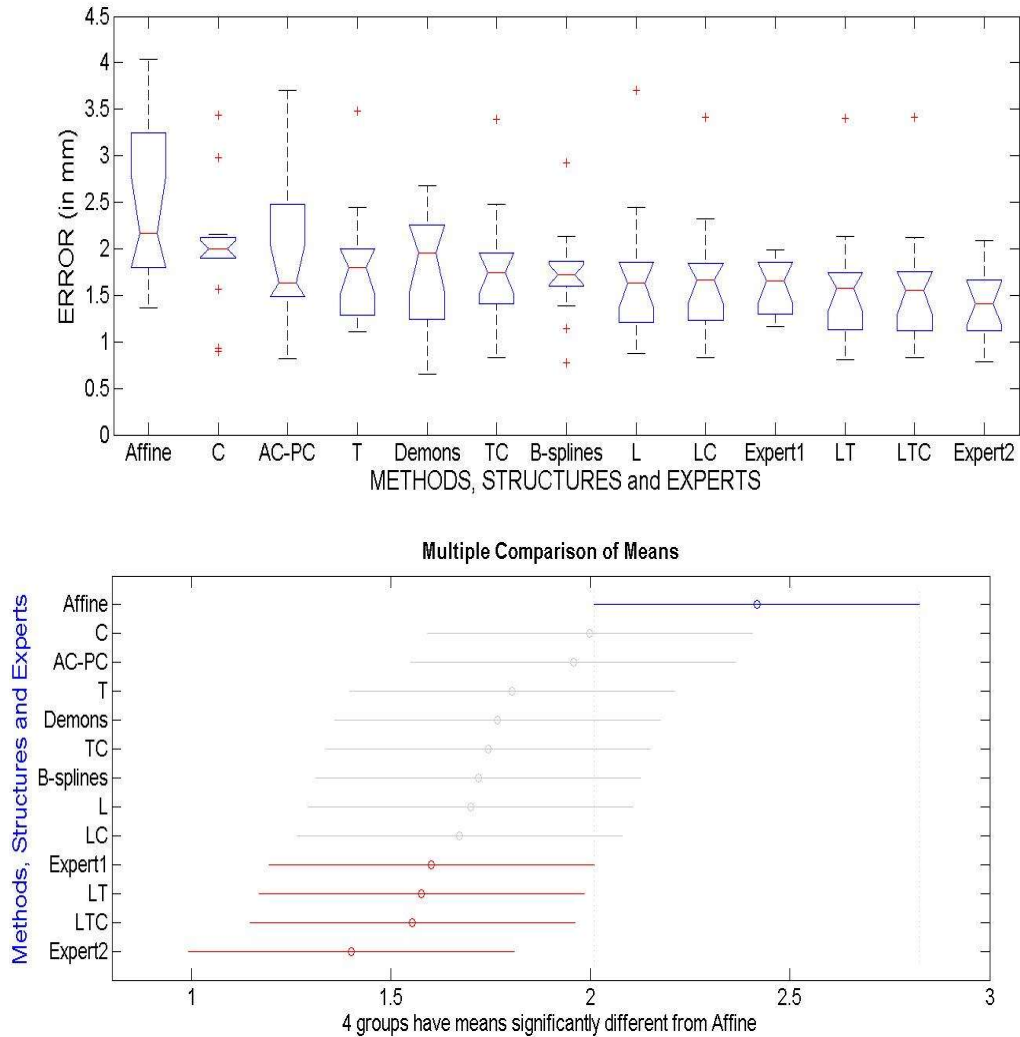 4.5
4
3.5
3
2.5
2
1.5
1
0.5
0
ERROR (in mm)
Affine C AC-PC T Demons TC B-splines L LC Expert1 LT LTC Expert2
METHODS, STRUCTURES and EXPERTS
Multiple Comparison of Means
Methods, Structures and Experts
Affine
C
AC-PC
T
Demons
TC
B-splines
L
LC
Expert1
LT
LTC
Expert2
1 1.5 2 2.5 3
4 groups have means significantly different from Affine